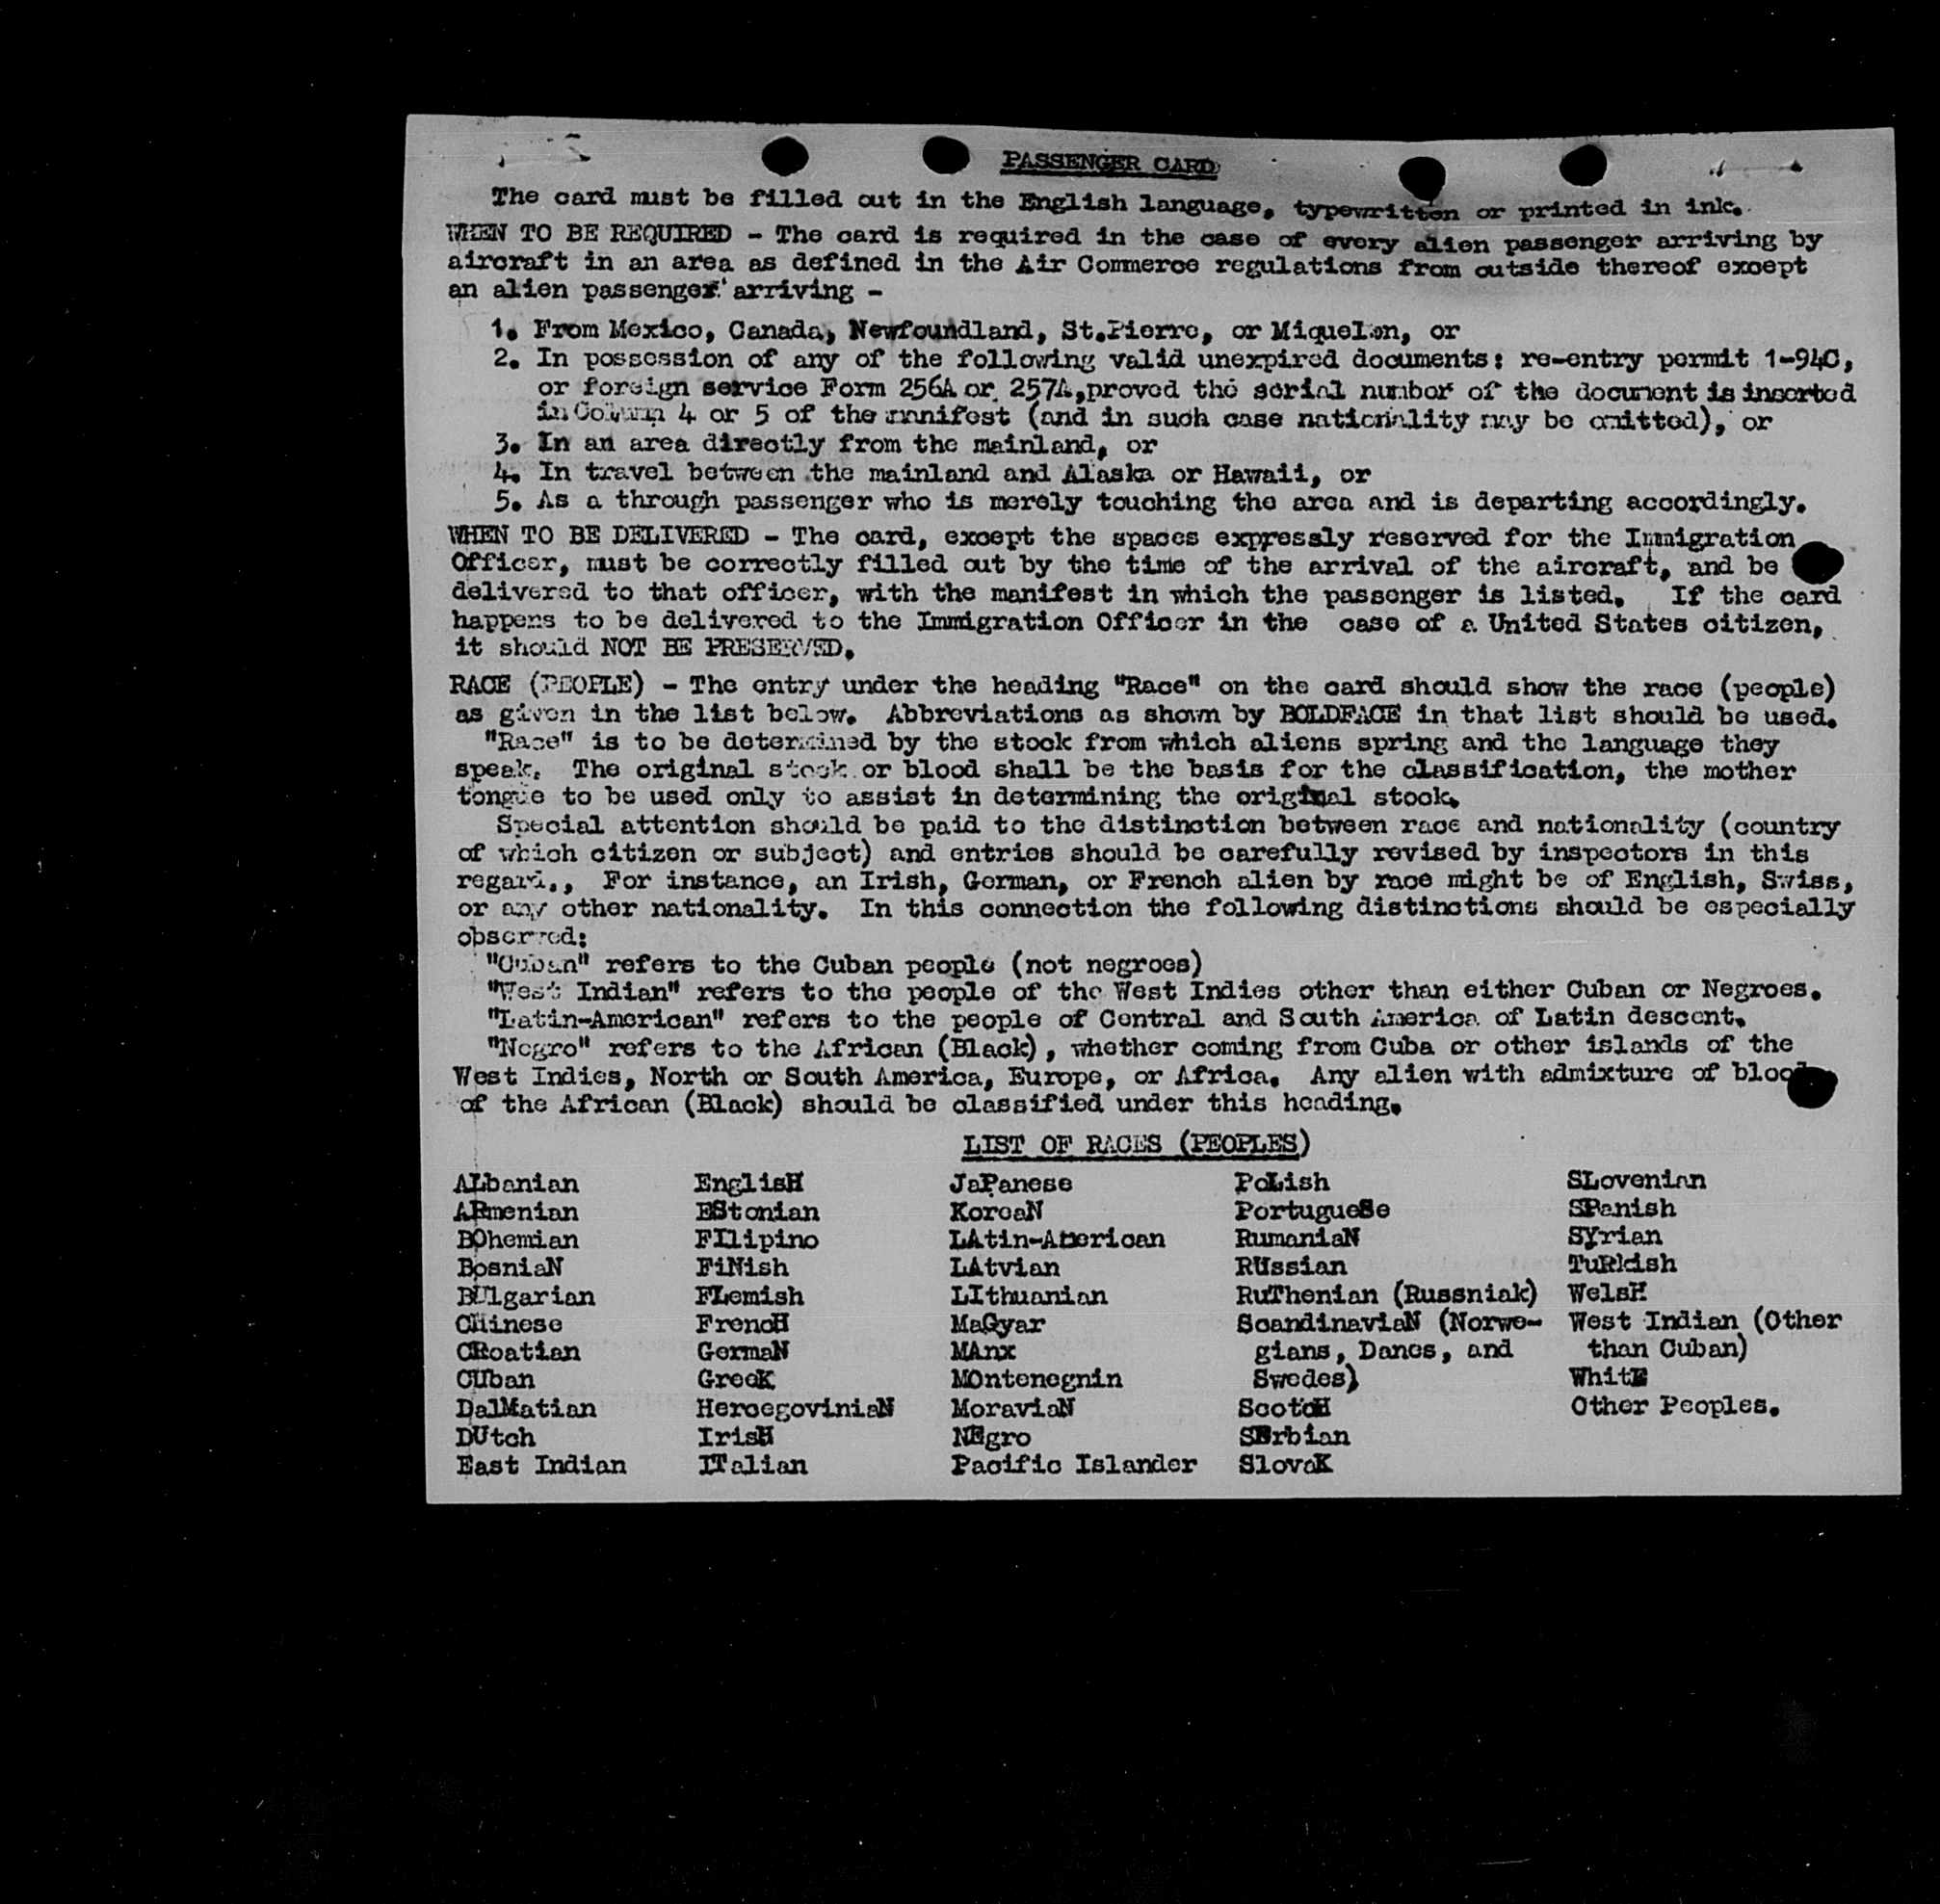 PASSENGER CARD
The card must be filled out in the English language, typewritten or printed in ink.
WHEN TO BE REQUIRED - The card is required in the case of every alien passenger arriving by
aircraft in an area as defined in the Air Commerce regulations from outside thereof except
an alien passenger arriving -
1. From Mexico, Canada, Newfoundland, St.Pierre, or Miquelon, or
2. In possession of any of the following valid unexpired documents: re-entry permit 1-94C,
or foreign service Form 256A or 257A,proved the serial number of the document is inserted
in Column 4 or 5 of the manifest (and in such case nationality may be omitted), or
3. In an area directly from the mainland, or
4. In travel between the mainland and Alaska or Hawaii, or
5. As a through passenger who is merely touching the area and is departing accordingly.
WHEN TO BE DELIVERED - The card, except the spaces expressly reserved for the Immigration
Officer, must be correctly filled out by the time of the arrival of the aircraft, and be
delivered to that officer, with the manifest in which the passenger is listed. If the card
happens to be delivered to the Immigration Officer in the case of a United States citizen,
it should NOT BE PRESERVED.
RACE (PEOPLE) - The entry under the heading "Race" on the card should show the race (people)
as given in the list below. Abbreviations as shown by BOLDFACE in that list should be used.
"Race" is to be determined by the stock from which aliens spring and the language they
speak. The original stock or blood shall be the basis for the classification, the mother
tongue to be used only to assist in determining the original stock.
Special attention should be paid to the distinction between race and nationality (country
of which citizen or subject) and entries should be carefully revised by inspectors in this
regard., For instance, an Irish, German, or French alien by race might be of English, Swiss,
or any other nationality. In this connection the following distinctions should be especially
observed:
"Cuban" refers to the Cuban people (not negroes)
"West Indian" refers to the people of the West Indies other than either Cuban or Negroes.
"Latin-American" refers to the people of Central and South America of Latin descent.
"Negro" refers to the African (Black), whether coming from Cuba or other islands of the
West Indies, North or South America, Europe, or Africa. Any alien with admixture of blood
of the African (Black) should be classified under this heading.
LIST OF RACES (PEOPLES)
ALbanian EnglisH JaPanese PoLish SLovenian
ARmenian EStonian KoreaN PortugueSe SPanish
BOhemian FIlipino LAtin-American RumaniaN SYrian
BosniaN FiNish LAtvian RUssian TuRkish
BUlgarian FLemish LIthuanian RuThenian (Russniak) WelsH
CHinese FrencH MaGyar ScandinaviaN (Norwe- West Indian (Other
CRoatian GermaN MAnx gians, Danes, and than Cuban)
CUban GreeK MOntenegnin Swedes) WhitE
DalMatian HercegoviniaN MoraviaN ScotcH Other Peoples.
DUtch IrisH NEgro SERbian
East Indian ITalian Pacific Islander SlovaK